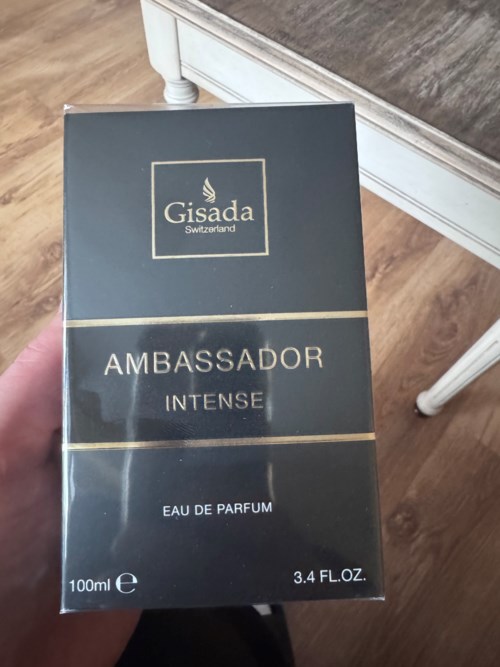 Gisada
Switzerland
AMBASSADOR
INTENSE
EAU DE PARFUM
100ml ℮
3.4 FL.OZ.